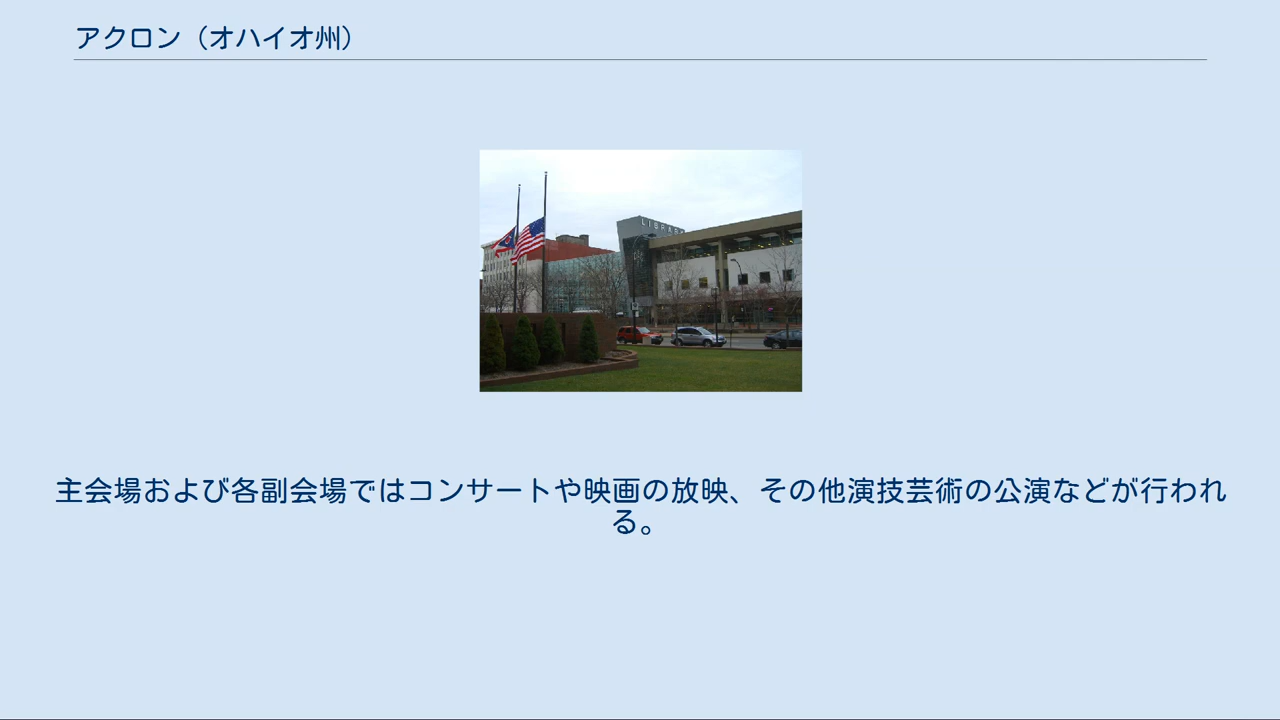 アクロン（オハイオ州）
LIBRARY
主会場および各副会場ではコンサートや映画の放映、その他演技芸術の公演などが行われ
る。